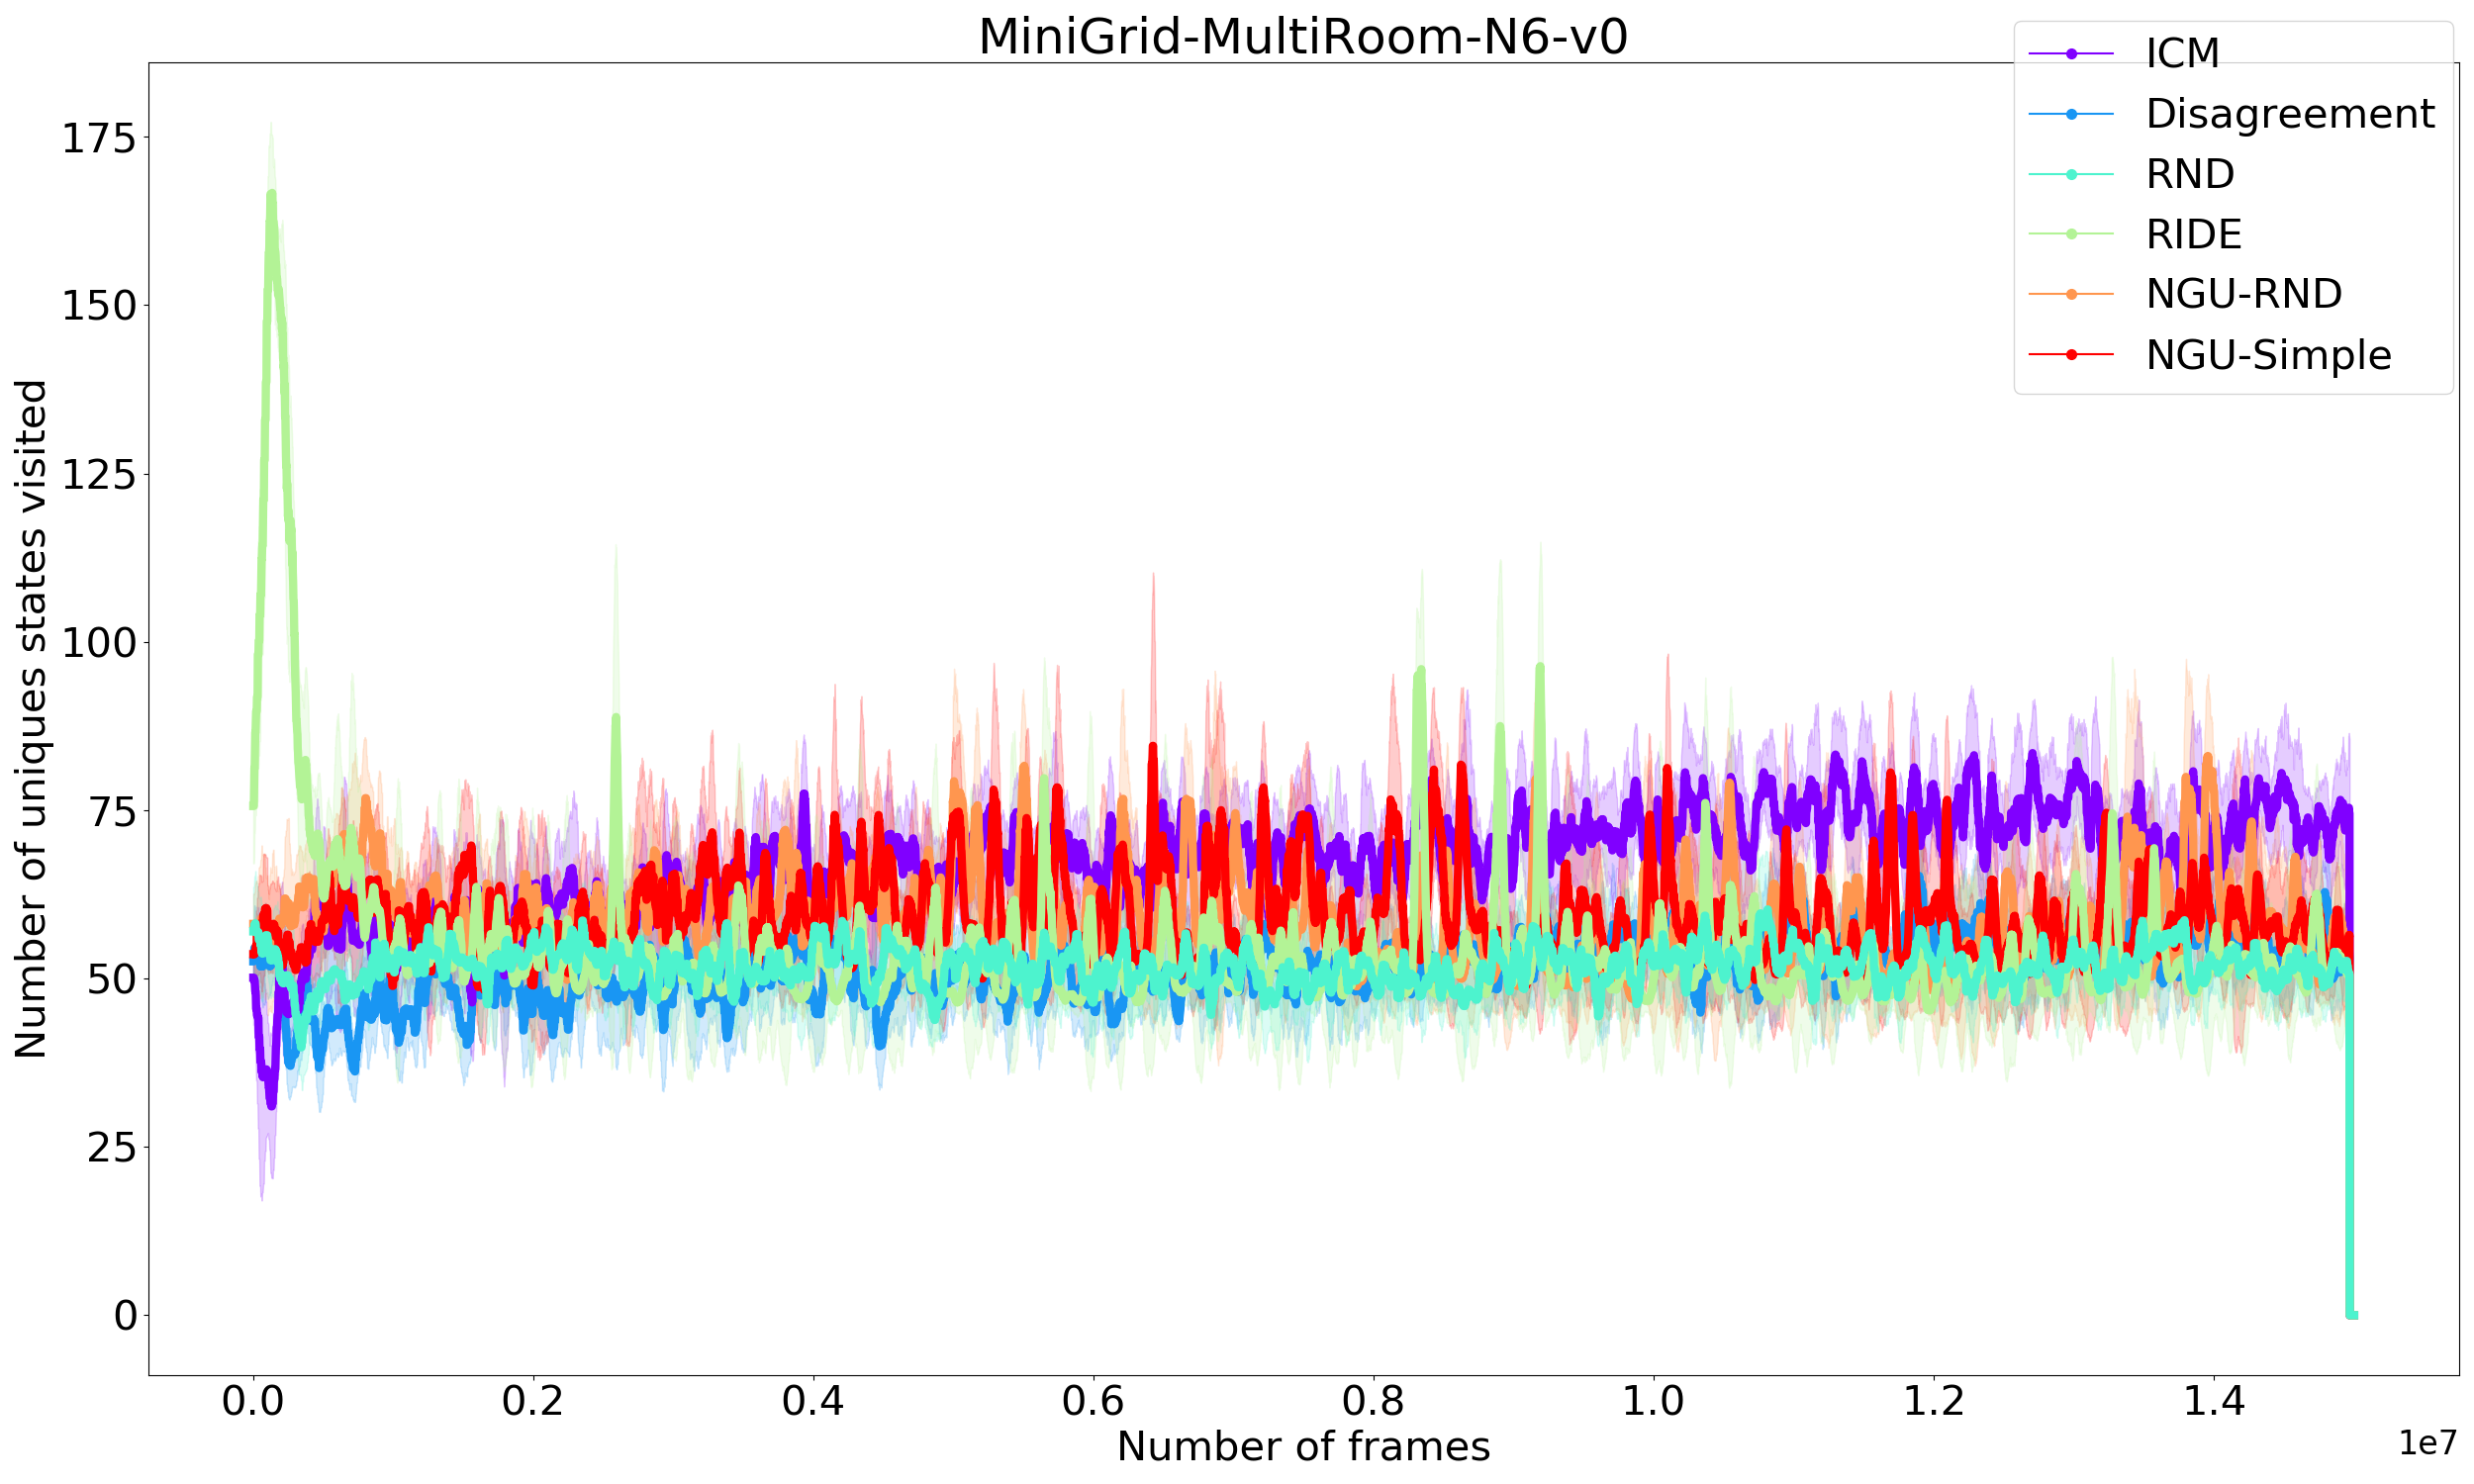 MiniGrid-MultiRoom-N6-v0
ICM
Disagreement
RND
RIDE
NGU-RND
NGU-Simple
Number of uniques states visited
175
150
125
100
75
50
25
0
0.0 0.2 0.4 0.6 0.8 1.0 1.2 1.4
Number of frames
1e7